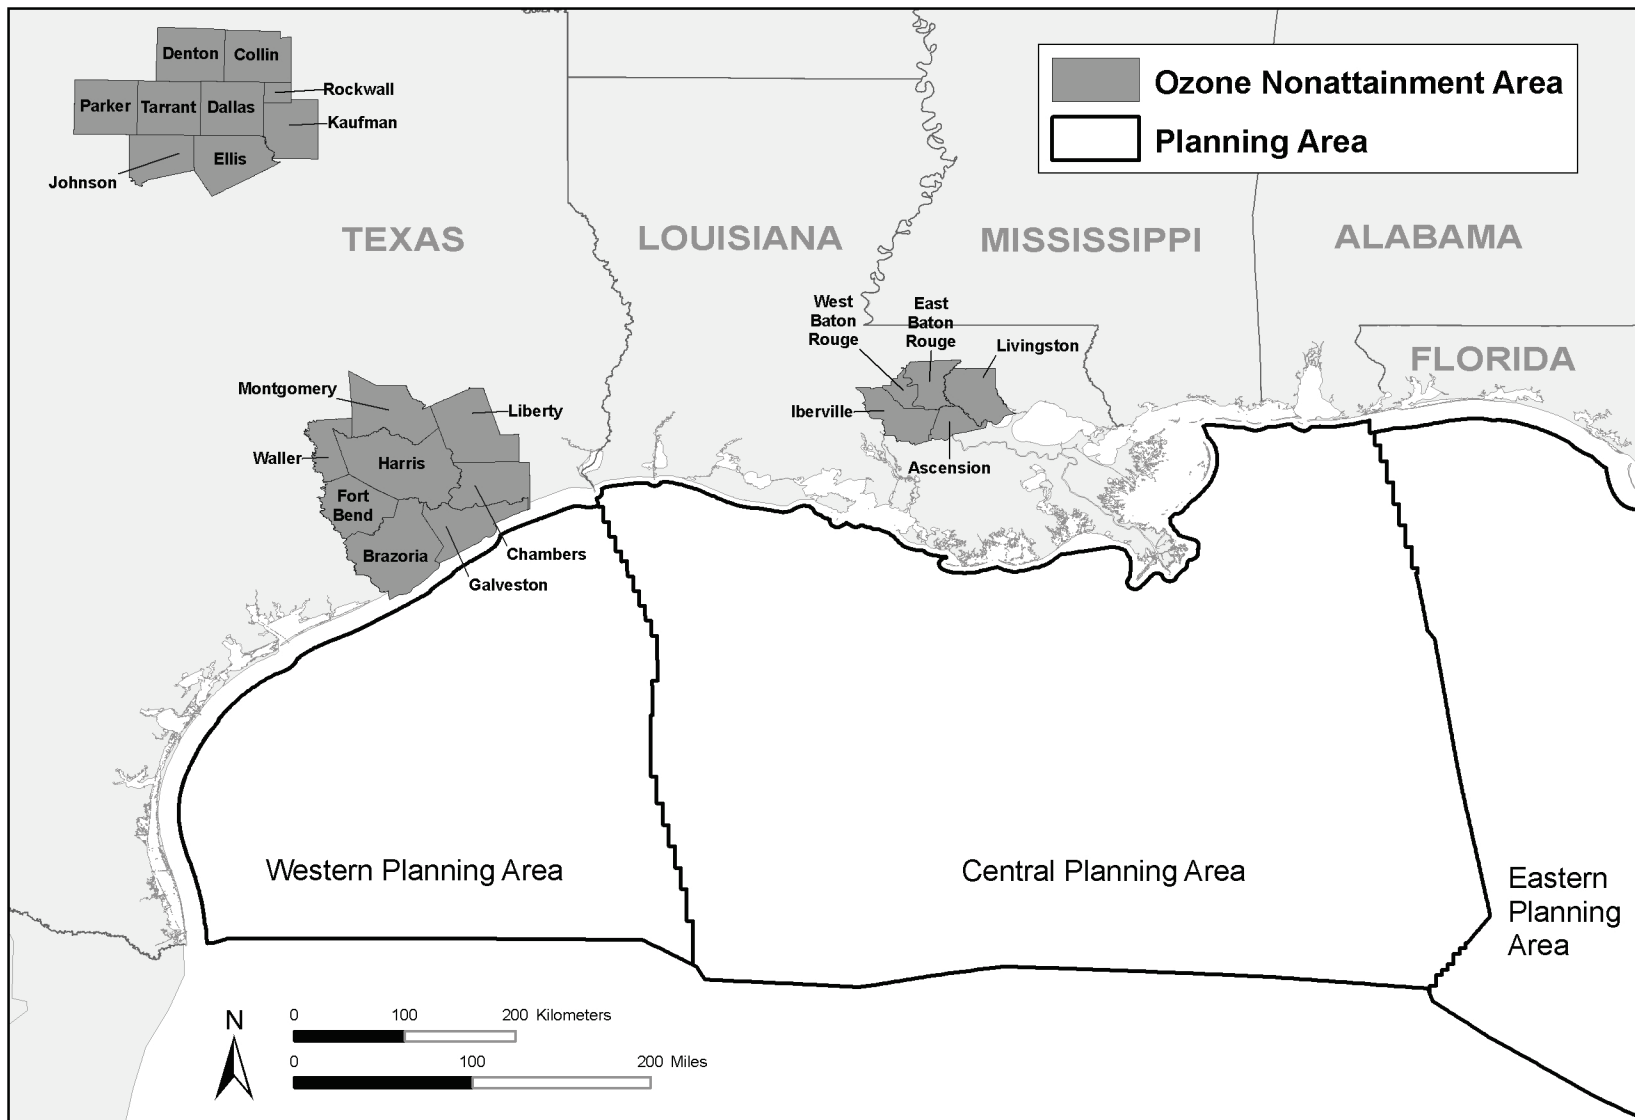 Denton
Collin
Rockwall
Parker
Tarrant
Dallas
Kaufman
Ellis
Johnson
Ozone Nonattainment Area
Planning Area
TEXAS
LOUISIANA
MISSISSIPPI
ALABAMA
FLORIDA
West
Baton
Rouge
East
Baton
Rouge
Livingston
Iberville
Ascension
Montgomery
Liberty
Waller
Harris
Fort
Bend
Brazoria
Chambers
Galveston
Western Planning Area
Central Planning Area
Eastern
Planning
Area
N
0 100 200 Kilometers
0 100 200 Miles